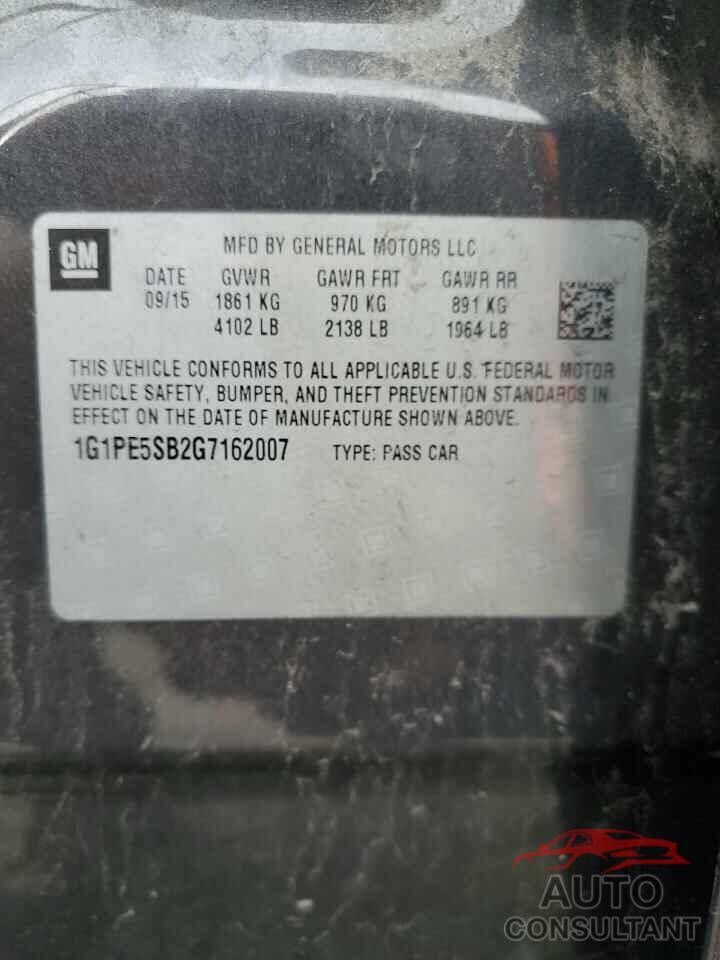 GM
MFD BY GENERAL MOTORS LLC
DATE GVWR GAWR FRT GAWR RR
09/15 1861 KG 970 KG 891 KG
4102 LB 2138 LB 1964 LB
THIS VEHICLE CONFORMS TO ALL APPLICABLE U.S. FEDERAL MOTOR
VEHICLE SAFETY, BUMPER, AND THEFT PREVENTION STANDARDS IN
EFFECT ON THE DATE OF MANUFACTURE SHOWN ABOVE.
1G1PE5SB2G7162007 TYPE: PASS CAR
AUTO
CONSULTANT